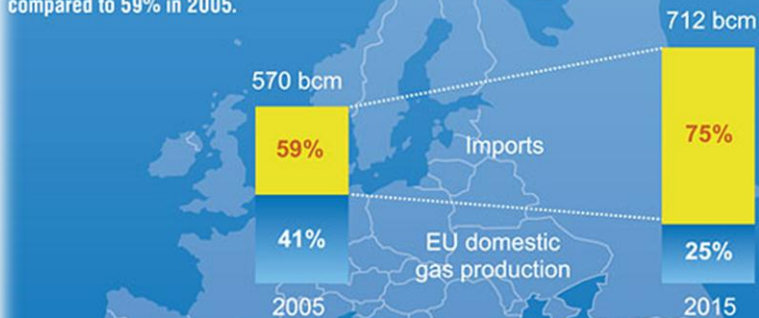 compared to 59% in 2005.
712 bcm
570 bcm
59%
Imports
75%
41%
EU domestic
gas production
25%
2005
2015